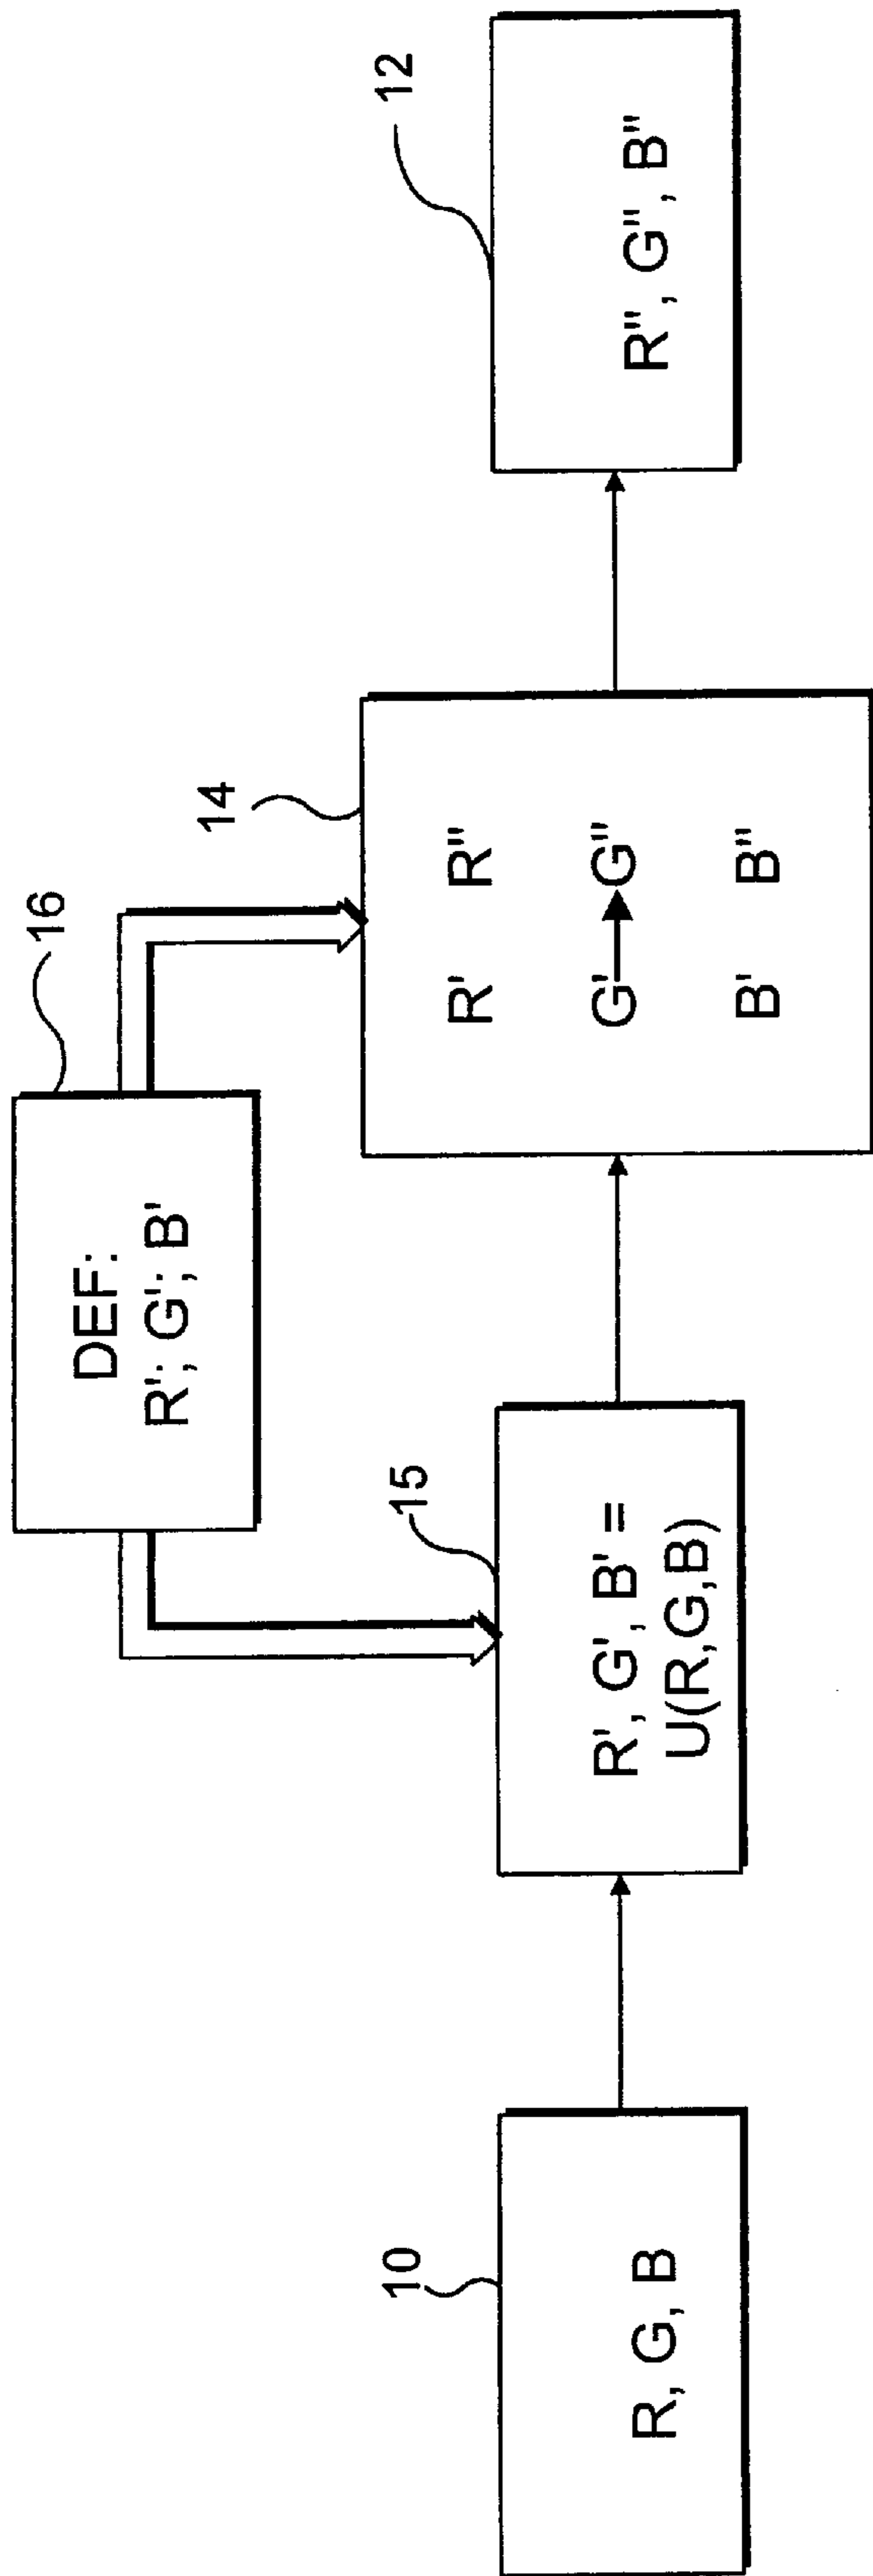 16
DEF:
R'; G'; B'
10
R, G, B
15
R', G', B' =
U(R,G,B)
14
R' R"
G' G"
B' B"
12
R", G", B"